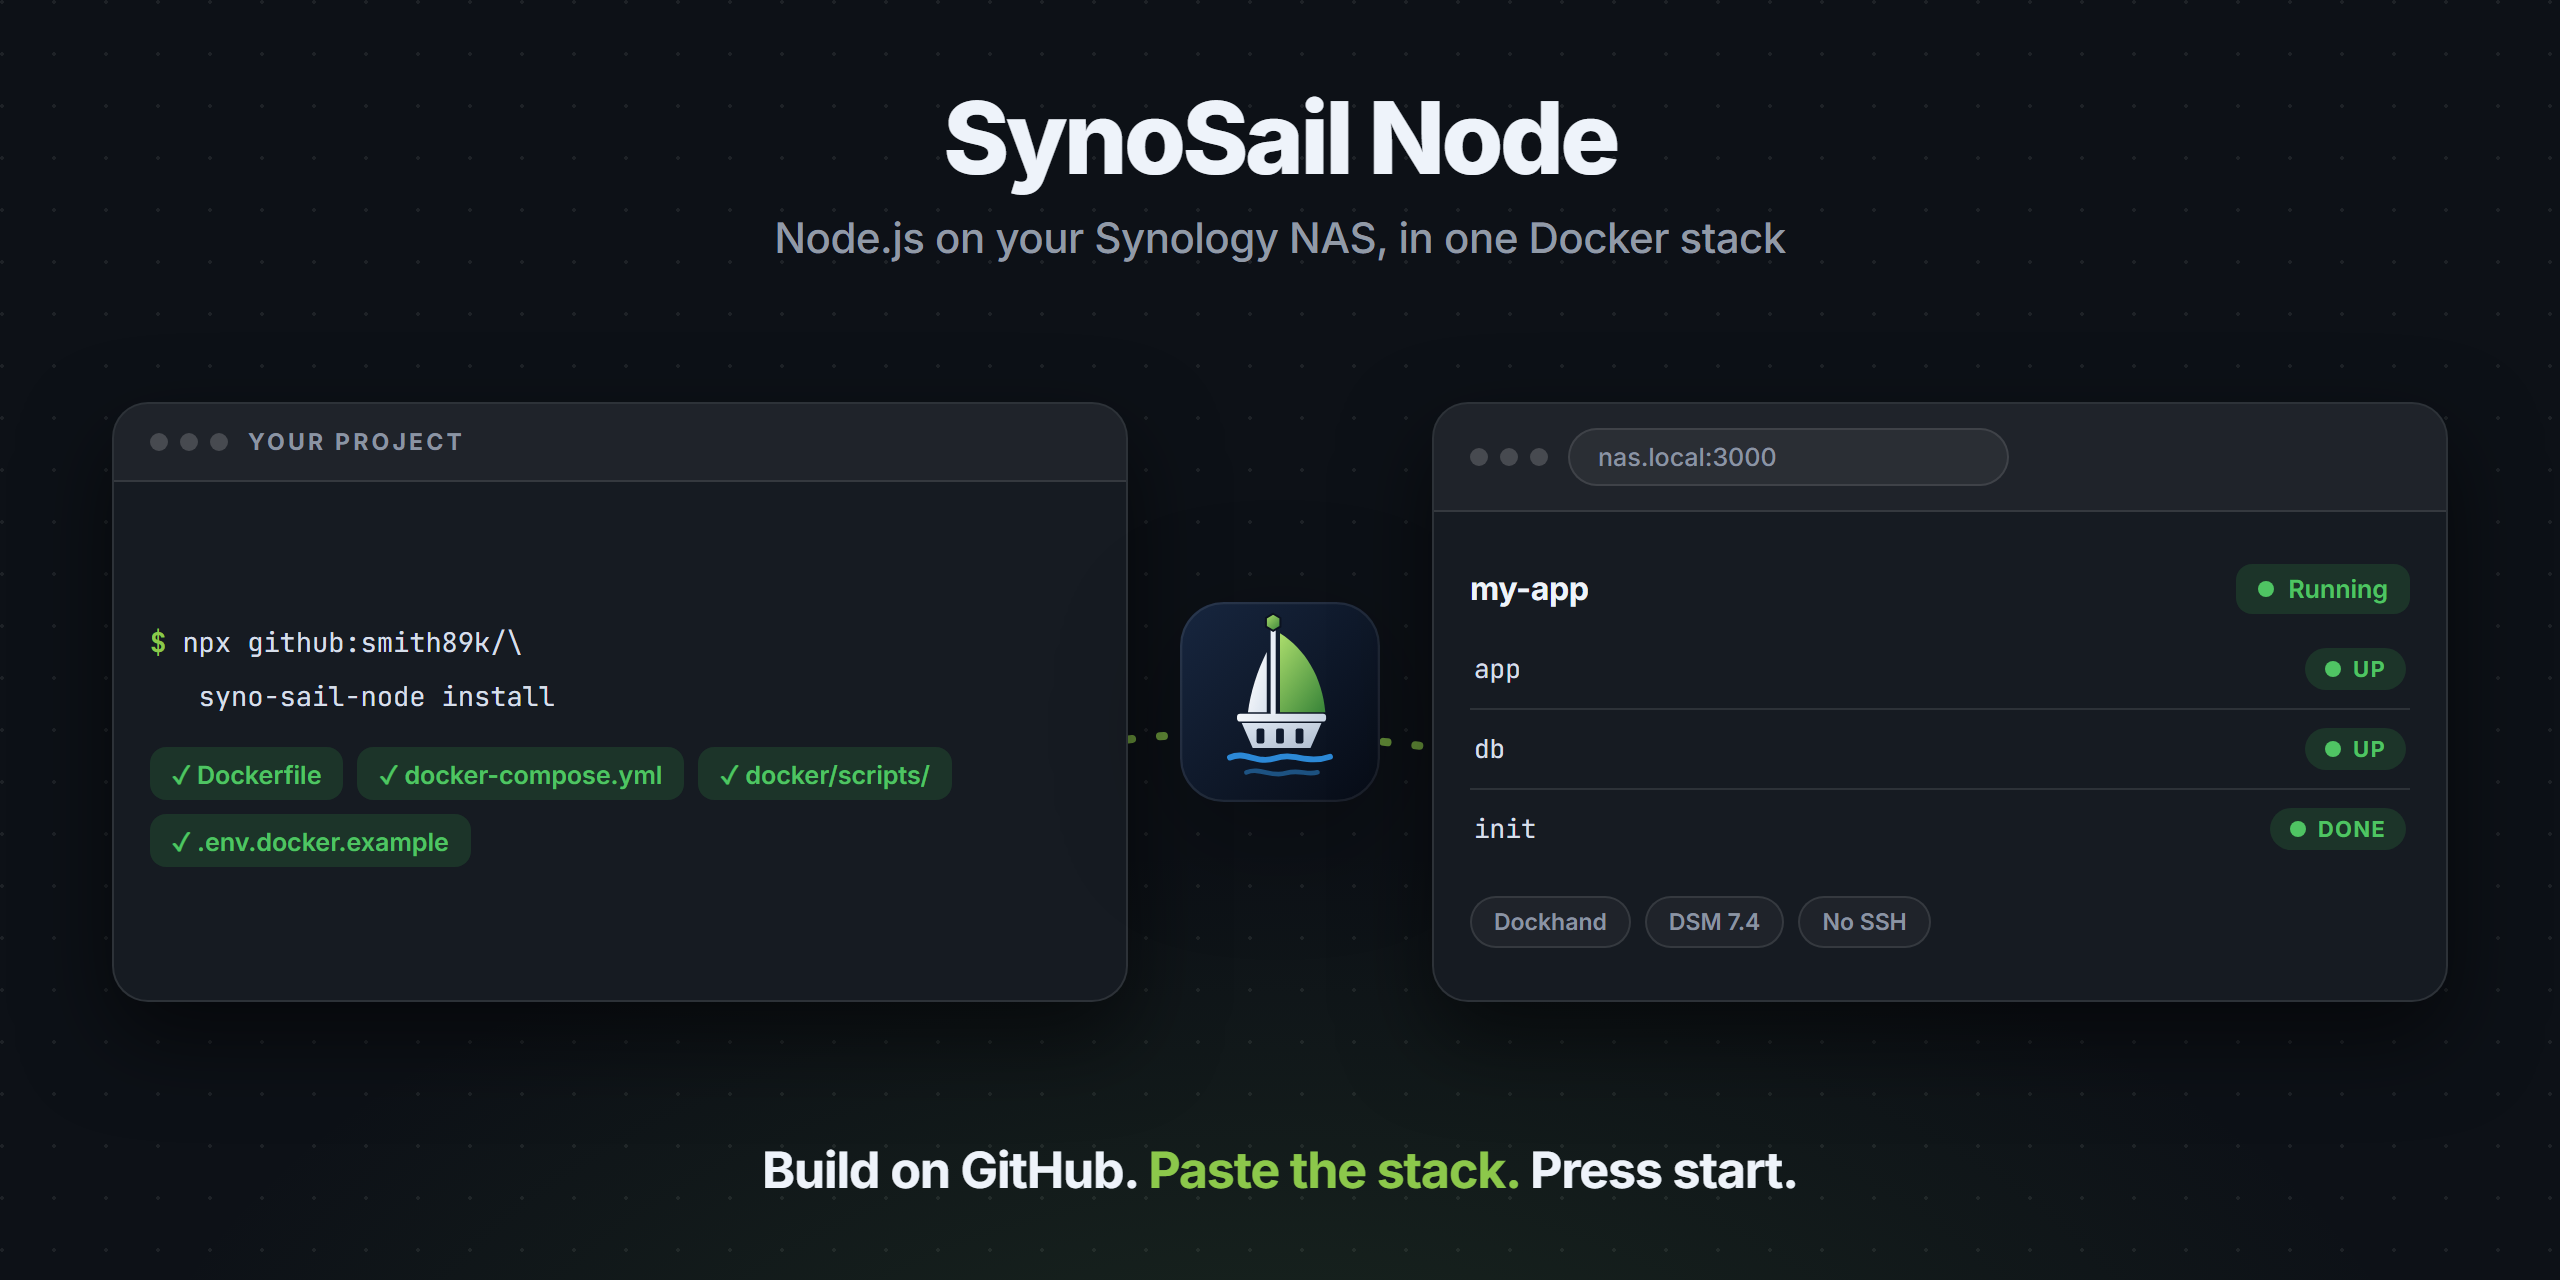 SynoSail Node
Node.js on your Synology NAS, in one Docker stack
YOUR PROJECT
$ npx github:smith89k/\
syno-sail-node install
✓ Dockerfile ✓ docker-compose.yml ✓ docker/scripts/
✓ .env.docker.example
nas.local:3000
my-app Running
app UP
db UP
init DONE
Dockhand DSM 7.4 No SSH
Build on GitHub. Paste the stack. Press start.